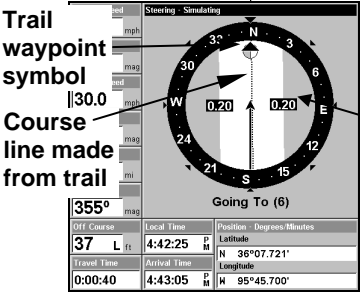 Steering - Simulating
Trail
waypoint
symbol
mph
mag
30.0 mph
Course
line made
from trail
mag
mi
355° mag
N
3
6
E
12
15
S
21
24
W
30
33
0.20
0.20
Going To (6)
Off Course
37 L ft
Local Time
4:42:25 P M
Travel Time
0:00:40
Arrival Time
4:43:05 P M
Position - Degrees/Minutes
Latitude
N 36°07.721'
Longitude
W 95°45.700'